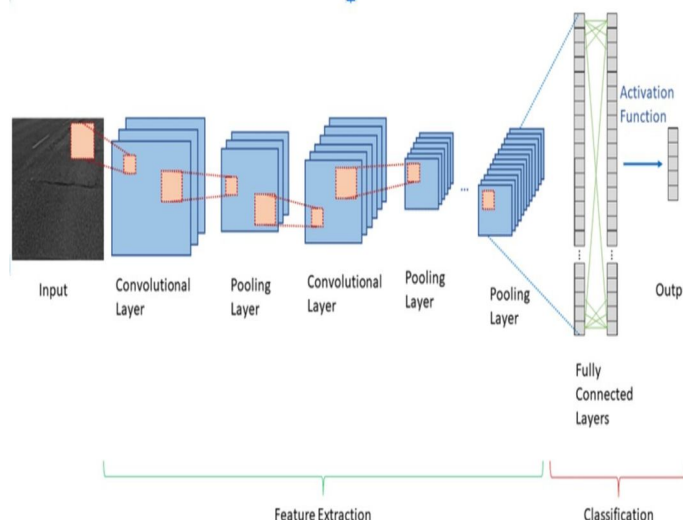 Activation
Function
Input
Convolutional
Layer
Pooling
Layer
Convolutional
Layer
Pooling
Layer
...
Pooling
Layer
Outp
Fully
Connected
Layers
Feature Extraction
Classification